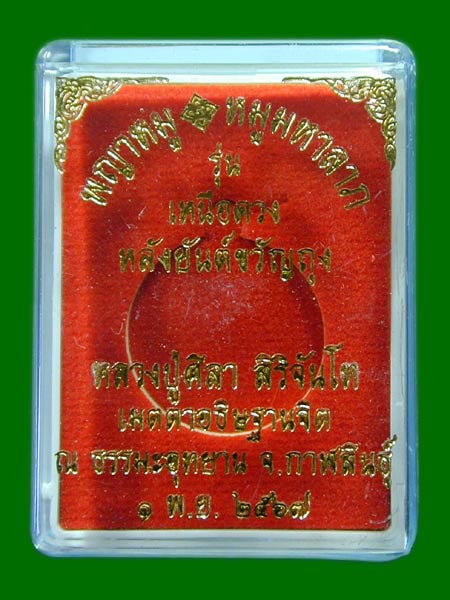 พญาหมู หมูมหาลาภ
รุ่น
เหนือดวง
หลังยันต์ขวัญถุง
หลวงปู่ศิลา สิริจันโท
เมตตาอธิษฐานจิต
ณ ธรรมะอุทยาน จ.กาฬสินธุ์
๑ พ.ย. ๒๕๖๗